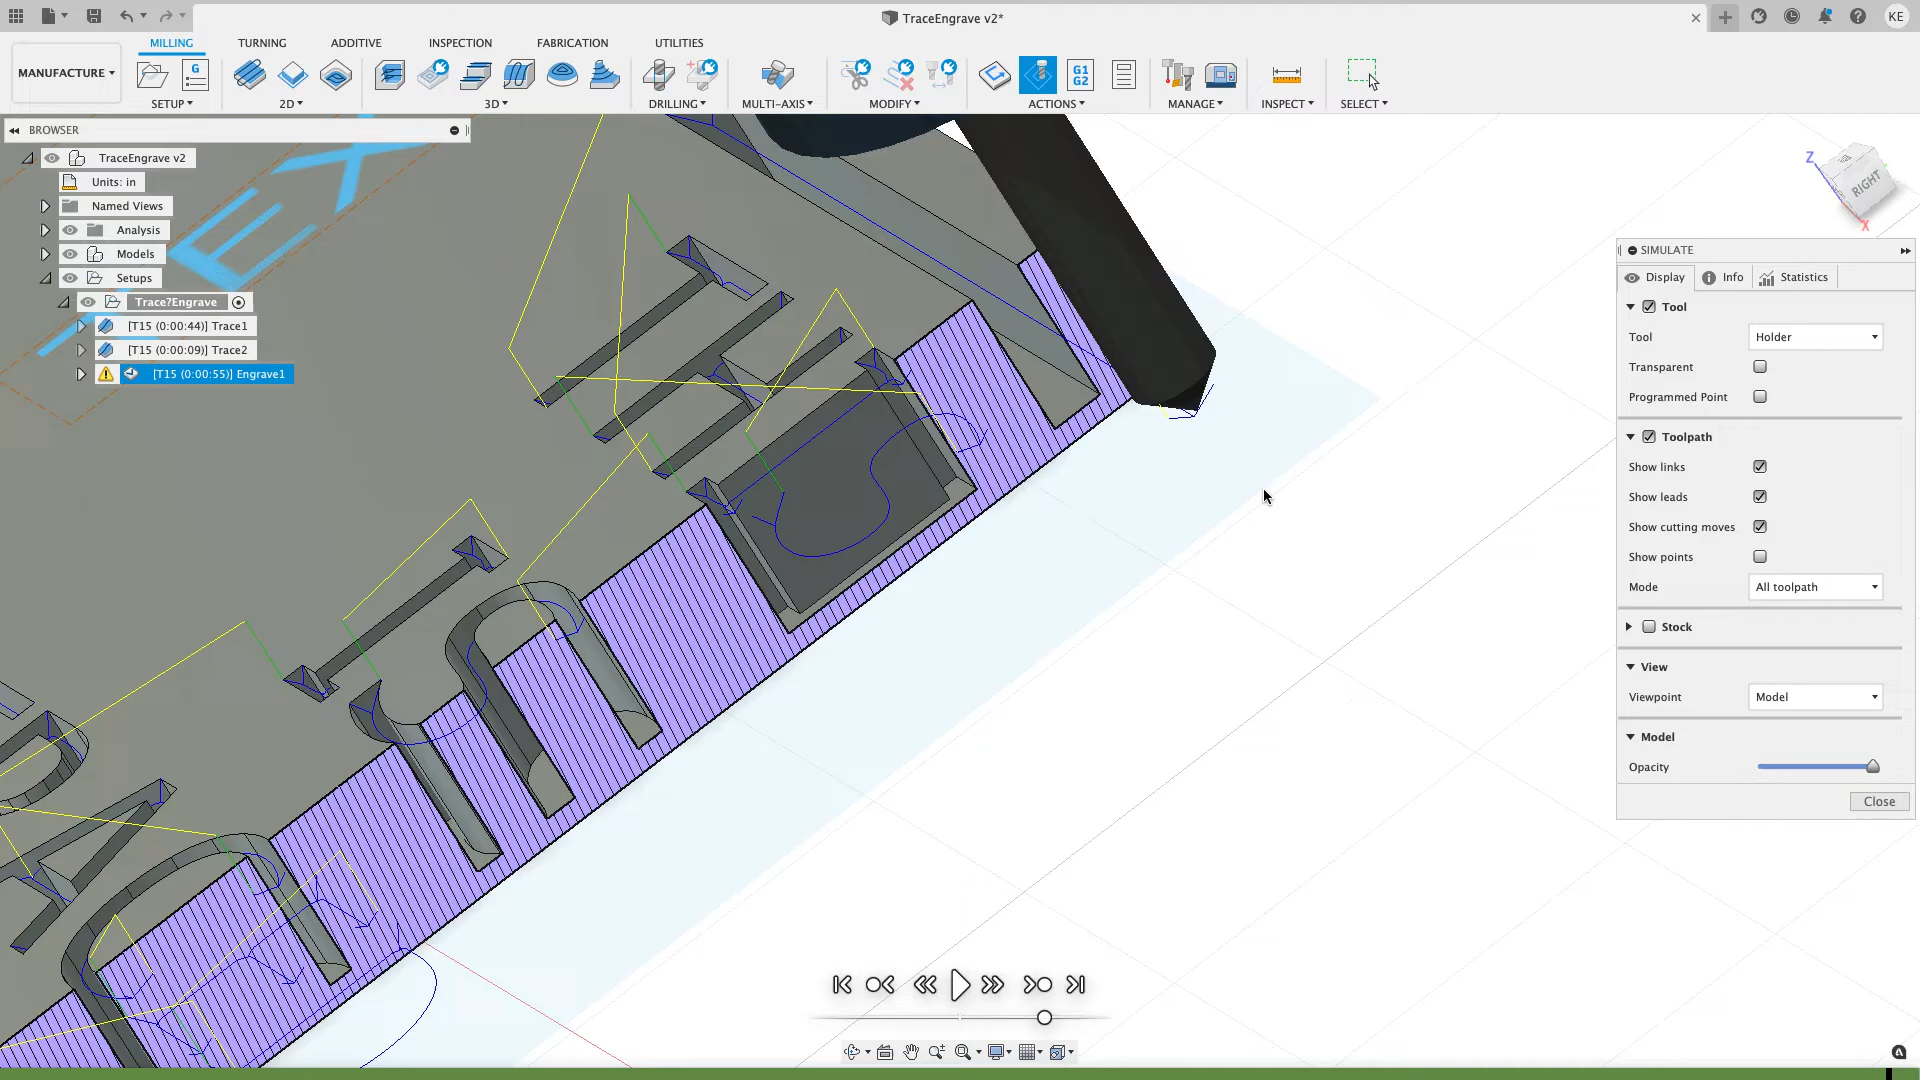 TraceEngrave v2*
KE
MILLING TURNING ADDITIVE INSPECTION FABRICATION UTILITIES
MANUFACTURE
G
G1
G2
SETUP 2D 3D DRILLING MULTI-AXIS MODIFY ACTIONS MANAGE INSPECT SELECT
BROWSER
TraceEngrave v2
Units: in
Named Views
Analysis
Models
Setups
Trace?Engrave
[T15 (0:00:44)] Trace1
[T15 (0:00:09)] Trace2
[T15 (0:00:55)] Engrave1
EX
Z
RIGHT
X
SIMULATE
Display Info Statistics
Tool
Tool Holder
Transparent
Programmed Point
Toolpath
Show links
Show leads
Show cutting moves
Show points
Mode All toolpath
Stock
View
Viewpoint Model
Model
Opacity
Close